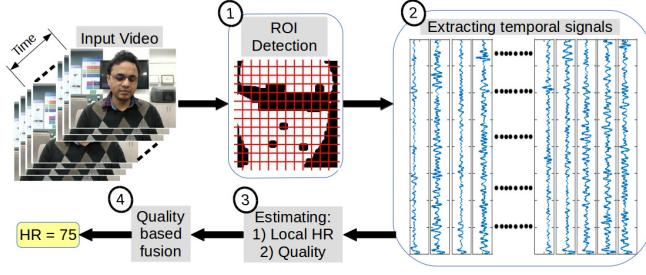 Time
Input Video
1
ROI
Detection
2
Extracting temporal signals
3
Estimating:
1) Local HR
2) Quality
4
Quality
based
fusion
HR = 75